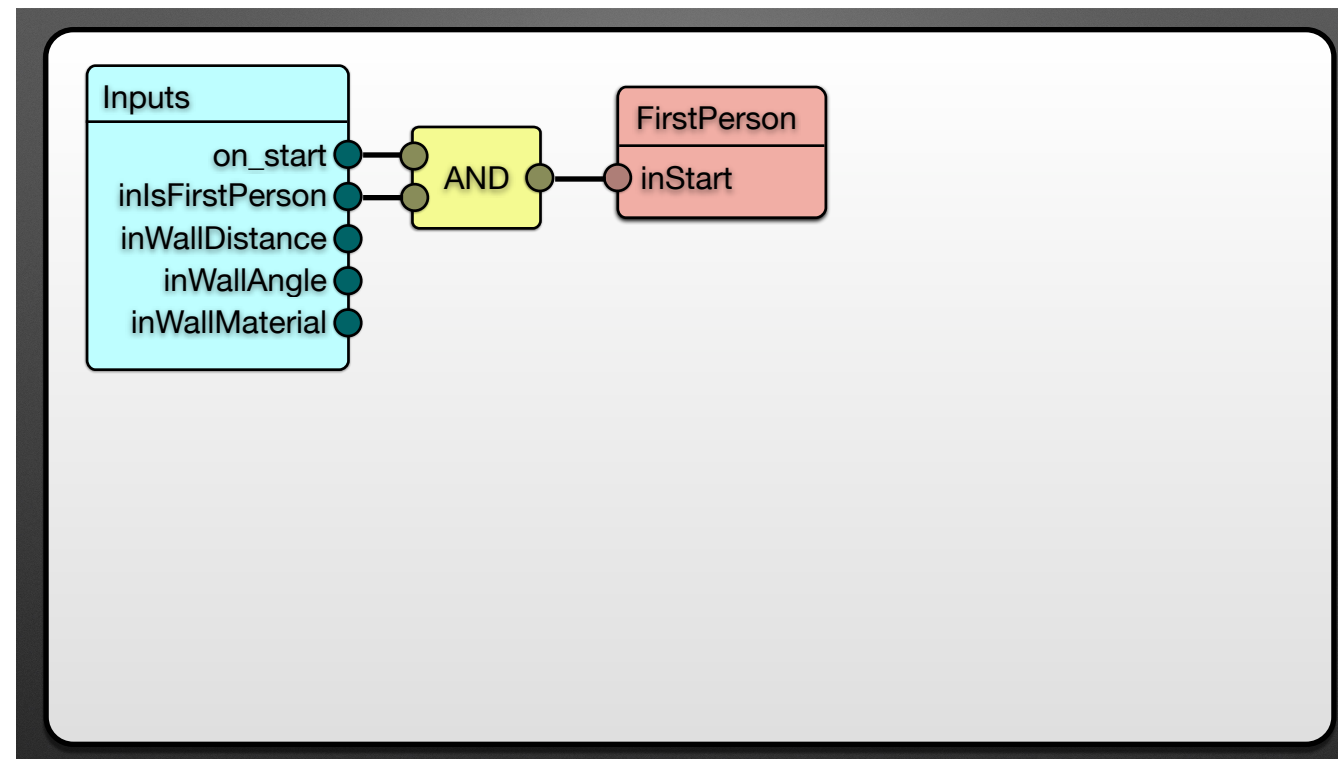 Inputs
on_start
inIsFirstPerson
inWallDistance
inWallAngle
inWallMaterial
AND
FirstPerson
inStart